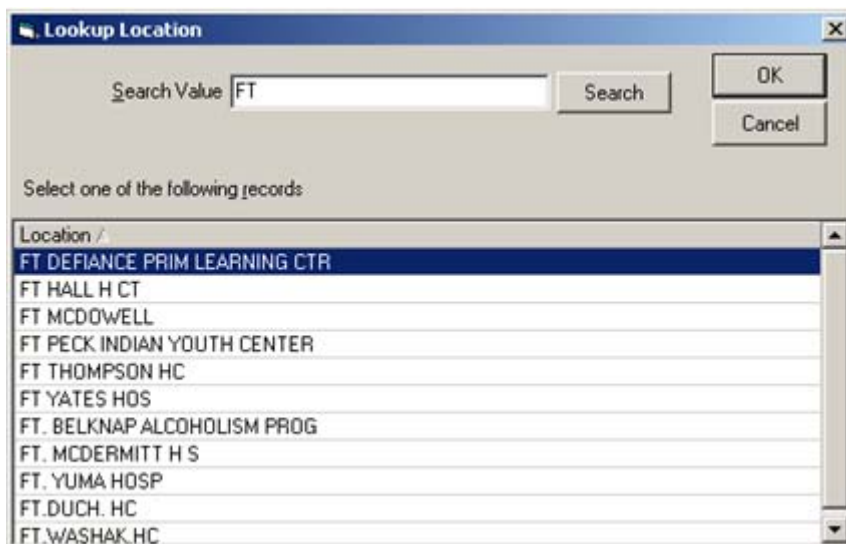 Lookup Location
Search Value FT Search OK
Cancel
Select one of the following records
Location
FT DEFIANCE PRIM LEARNING CTR
FT HALL H CT
FT MCDOWELL
FT PECK INDIAN YOUTH CENTER
FT THOMPSON HC
FT YATES HOS
FT. BELKNAP ALCOHOLISM PROG
FT. MCDERMITT H S
FT. YUMA HOSP
FT.DUCH. HC
FT.WASHAK.HC